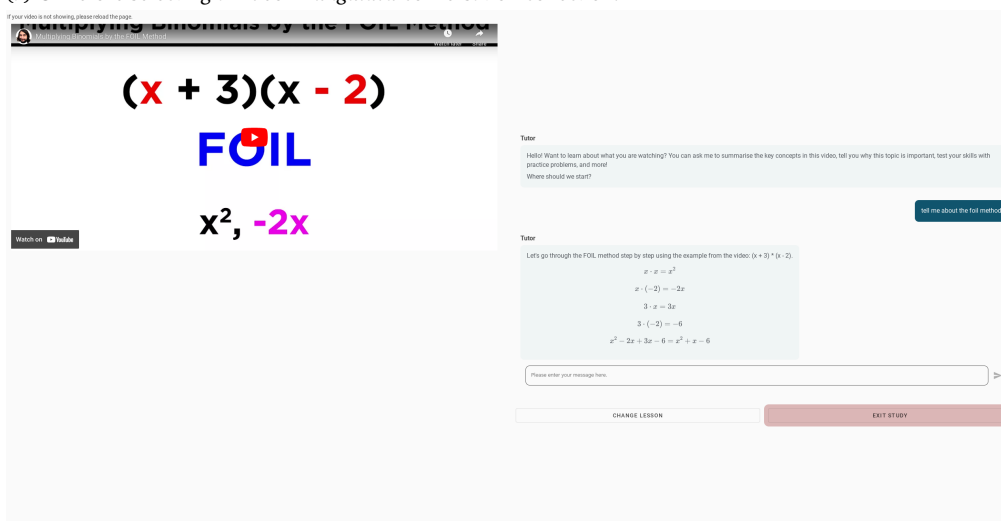 If your video is not showing, please reload the page.
Multiplying Binomials by the FOIL Method
Multiplying Binomials by the FOIL Method
Watch later Share
(x + 3)(x - 2)
FOIL
x², -2x
Watch on YouTube
Tutor
Hello! Want to learn about what you are watching? You can ask me to summarise the key concepts in this video, tell you why this topic is important, test your skills with
practice problems, and more!
Where should we start?
tell me about the foil method
Tutor
Let's go through the FOIL method step by step using the example from the video: (x + 3) * (x - 2).
x · x = x²
x · (−2) = −2x
3 · x = 3x
3 · (−2) = −6
x² − 2x + 3x − 6 = x² + x − 6
Please enter your message here.
CHANGE LESSON
EXIT STUDY